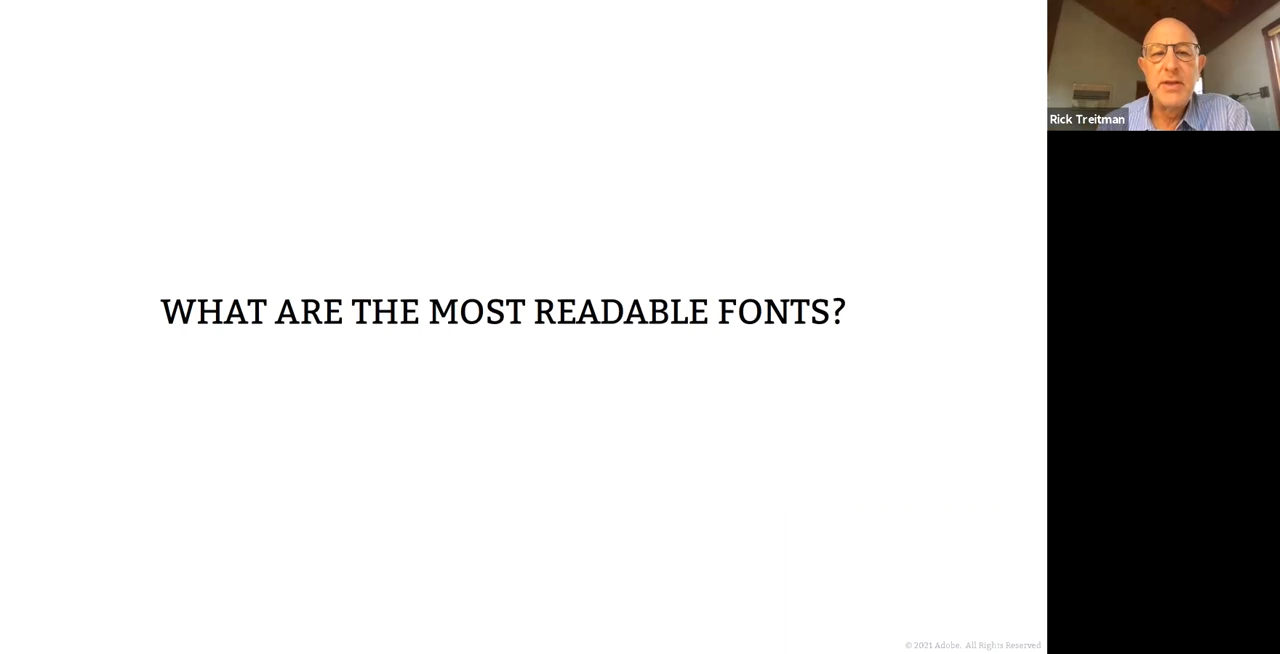 WHAT ARE THE MOST READABLE FONTS?
Rick Treitman
© 2021 Adobe. All Rights Reserved